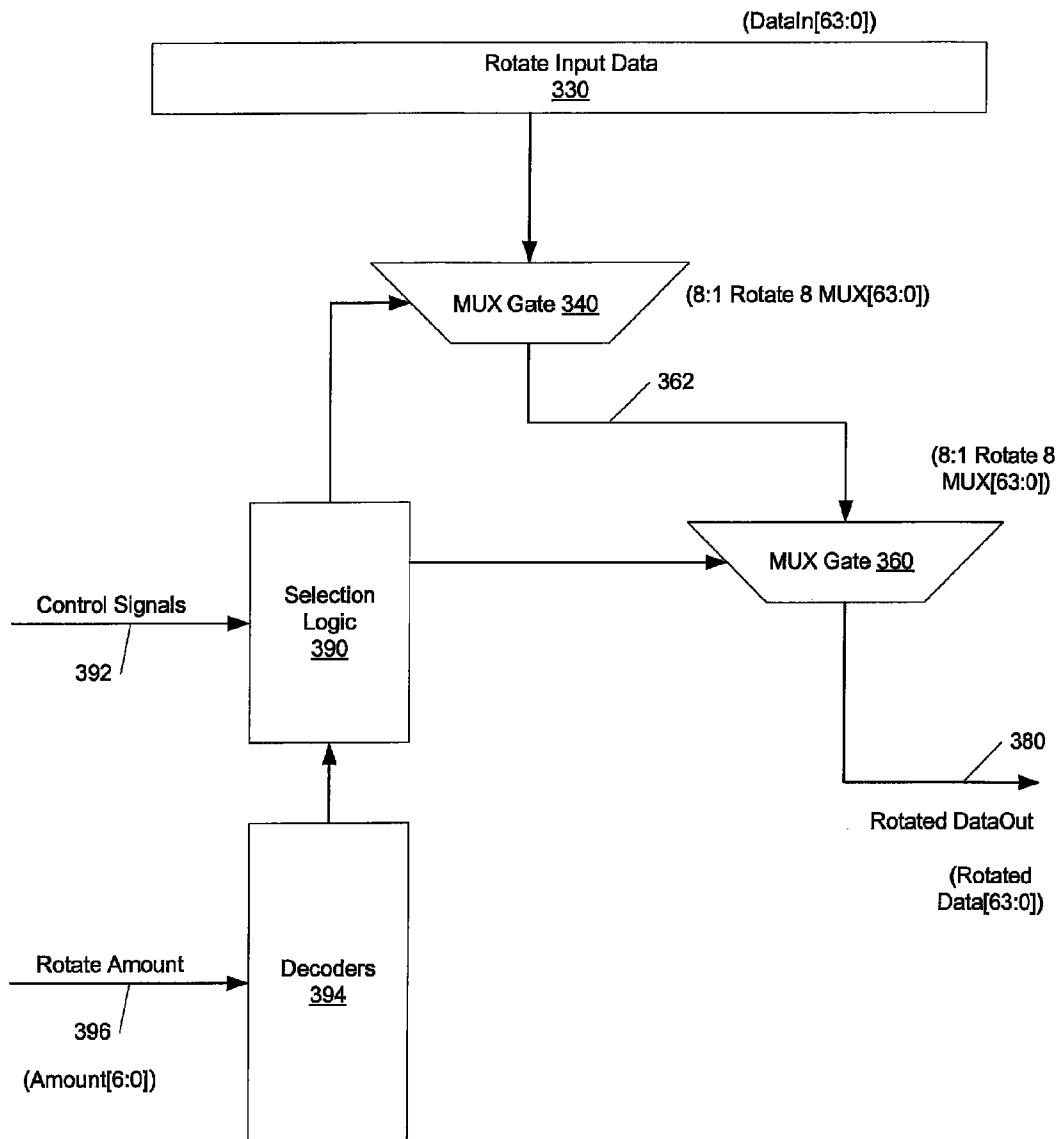 (DataIn[63:0])
Rotate Input Data
330
MUX Gate 340
(8:1 Rotate 8 MUX[63:0])
362
(8:1 Rotate 8
MUX[63:0])
MUX Gate 360
Control Signals
392
Selection
Logic
390
380
Rotated DataOut
(Rotated
Data[63:0])
Rotate Amount
396
(Amount[6:0])
Decoders
394